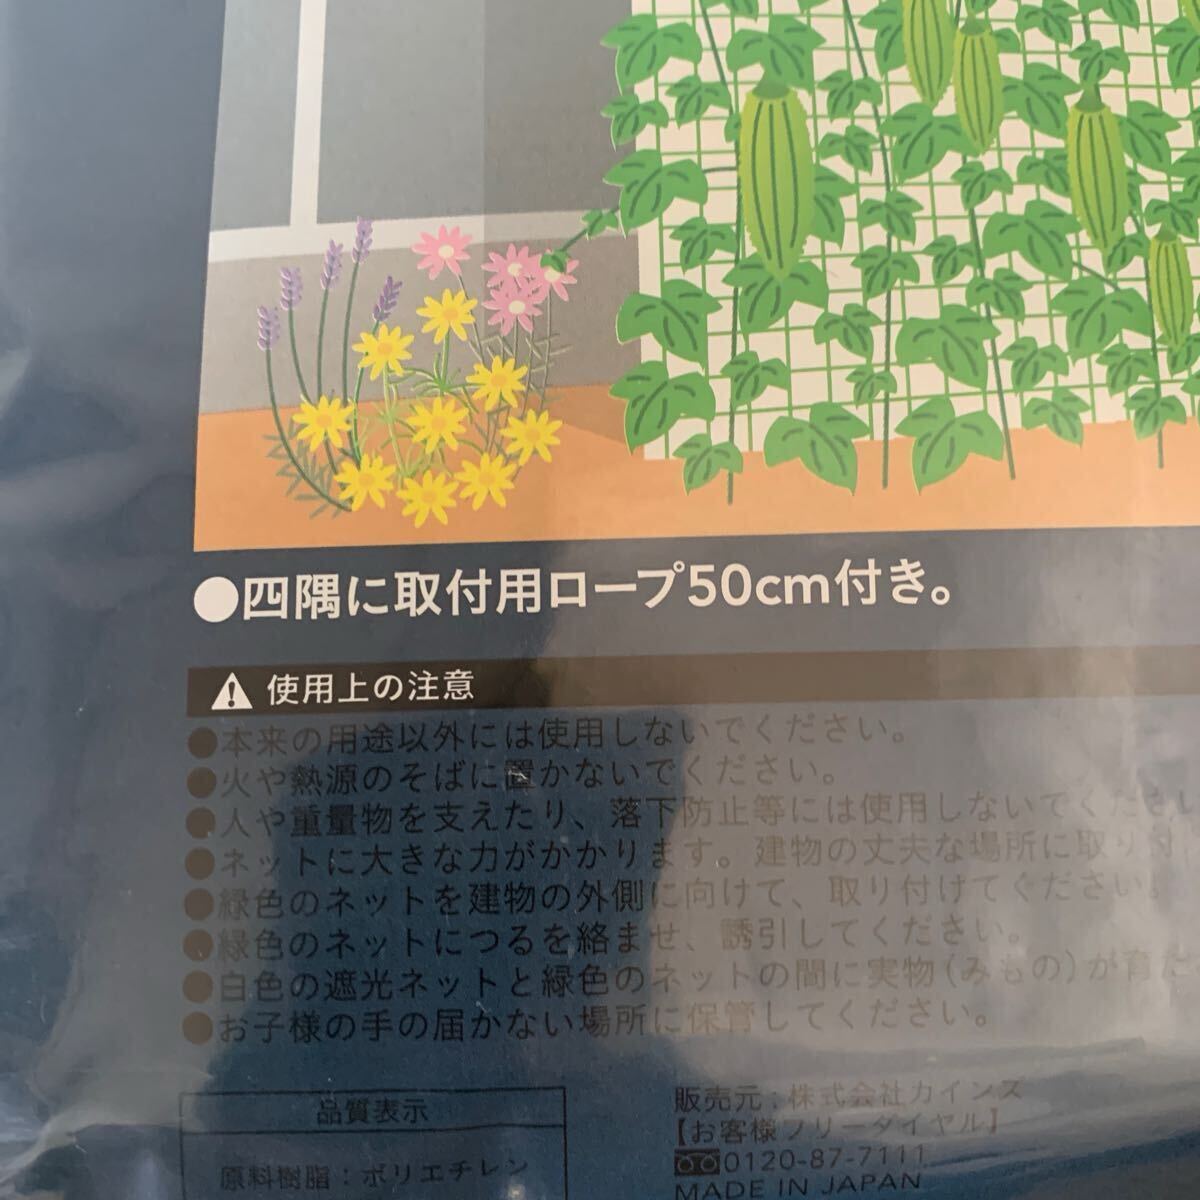 ●四隅に取付用ロープ50cm付き。
使用上の注意
●本来の用途以外には使用しないでください。
●火や熱源のそばに置かないでください。
●人や重量物を支えたり、落下防止等には使用しないでください
●ネットに大きな力がかかります。建物の丈夫な場所に取り付
●緑色のネットを建物の外側に向けて、取り付けてください。
●緑色のネットにつるを絡ませ、誘引してください。
●白色の遮光ネットと緑色のネットの間に実物(みもの)が育た
●お子様の手の届かない場所に保管してください。
品質表示
原料樹脂：ポリエチレン
販売元：株式会社カインズ
【お客様フリーダイヤル】
0120-87-7111
MADE IN JAPAN